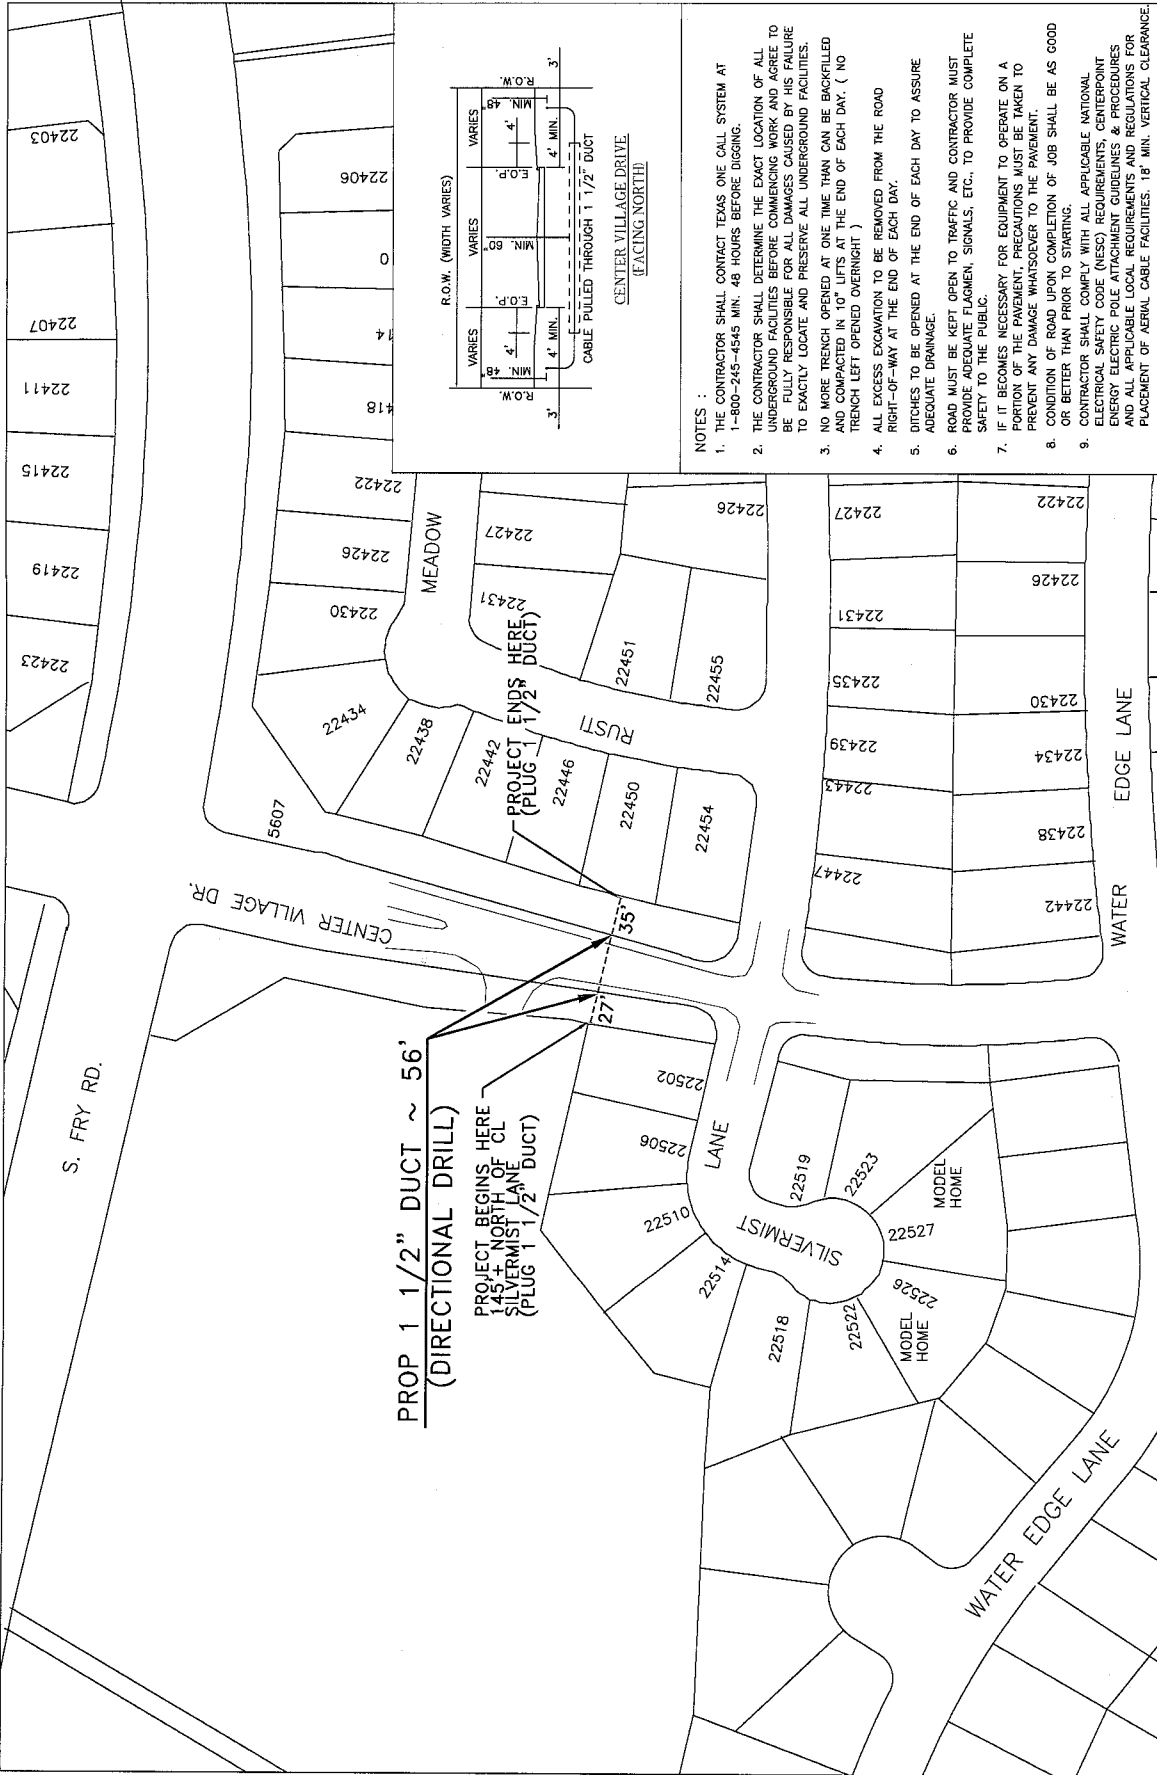 S. FRY RD.
CENTER VILLAGE DR.
5607
22423
22419
22415
22411
22407
22403
22434
22430
22426
22422
418
14
0
22406
MEADOW
22438
22442
22446
22450
22454
RUSTI
22431
22427
22451
22455
22426
PROP 1 1/2" DUCT ~ 56'
(DIRECTIONAL DRILL)
PROJECT BEGINS HERE
145'± NORTH OF CL
SILVERMIST LANE
(PLUG 1 1/2" DUCT)
27'
35'
PROJECT ENDS HERE
(PLUG 1 1/2" DUCT)
22502
22506
22510
22514
22518
22522
22526
22527
22523
22519
SILVERMIST
LANE
MODEL
HOME
MODEL
HOME
WATER EDGE LANE
22447
22443
22439
22435
22431
22427
22442
22438
22434
22430
22426
22422
WATER
EDGE LANE
R.O.W. (WIDTH VARIES)
VARIES
VARIES
VARIES
R.O.W.
MIN. 48"
4'
E.O.P.
MIN. 60"
E.O.P.
4'
MIN. 48"
R.O.W.
3'
4' MIN.
4' MIN.
3'
CABLE PULLED THROUGH 1 1/2" DUCT
CENTER VILLAGE DRIVE
(FACING NORTH)
NOTES :
1. THE CONTRACTOR SHALL CONTACT TEXAS ONE CALL SYSTEM AT
1-800-245-4545 MIN. 48 HOURS BEFORE DIGGING.
2. THE CONTRACTOR SHALL DETERMINE THE EXACT LOCATION OF ALL
UNDERGROUND FACILITIES BEFORE COMMENCING WORK AND AGREE TO
BE FULLY RESPONSIBLE FOR ALL DAMAGES CAUSED BY HIS FAILURE
TO EXACTLY LOCATE AND PRESERVE ALL UNDERGROUND FACILITIES.
3. NO MORE TRENCH OPENED AT ONE TIME THAN CAN BE BACKFILLED
AND COMPACTED IN 10" LIFTS AT THE END OF EACH DAY. ( NO
TRENCH LEFT OPENED OVERNIGHT )
4. ALL EXCESS EXCAVATION TO BE REMOVED FROM THE ROAD
RIGHT-OF-WAY AT THE END OF EACH DAY.
5. DITCHES TO BE OPENED AT THE END OF EACH DAY TO ASSURE
ADEQUATE DRAINAGE.
6. ROAD MUST BE KEPT OPEN TO TRAFFIC AND CONTRACTOR MUST
PROVIDE ADEQUATE FLAGMEN, SIGNALS, ETC., TO PROVIDE COMPLETE
SAFETY TO THE PUBLIC.
7. IF IT BECOMES NECESSARY FOR EQUIPMENT TO OPERATE ON A
PORTION OF THE PAVEMENT, PRECAUTIONS MUST BE TAKEN TO
PREVENT ANY DAMAGE WHATSOEVER TO THE PAVEMENT.
8. CONDITION OF ROAD UPON COMPLETION OF JOB SHALL BE AS GOOD
OR BETTER THAN PRIOR TO STARTING.
9. CONTRACTOR SHALL COMPLY WITH ALL APPLICABLE NATIONAL
ELECTRICAL SAFETY CODE (NESC) REQUIREMENTS, CENTERPOINT
ENERGY ELECTRIC POLE ATTACHMENT GUIDELINES & PROCEDURES
AND ALL APPLICABLE LOCAL REQUIREMENTS AND REGULATIONS FOR
PLACEMENT OF AERIAL CABLE FACILITIES. 18' MIN. VERTICAL CLEARANCE.